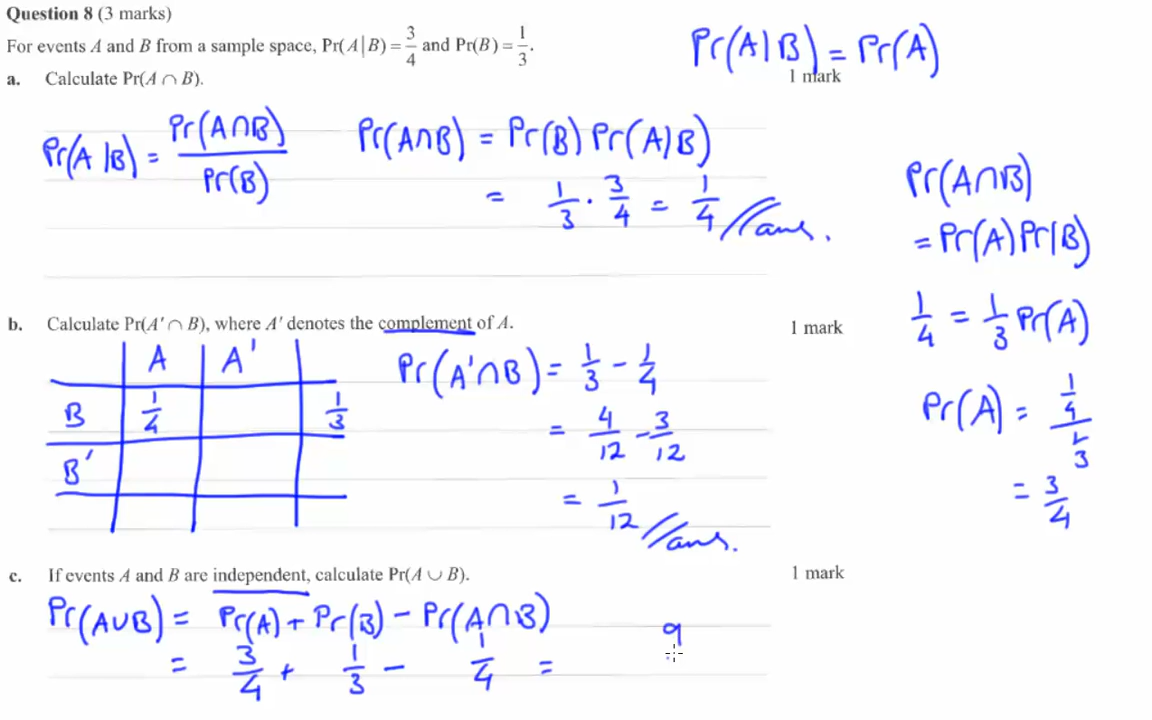 Question 8 (3 marks)
For events A and B from a sample space, Pr(A|B) = 3/4 and Pr(B) = 1/3.
Pr(A|B) = Pr(A)
a. Calculate Pr(A ∩ B).
1 mark
Pr(A|B) = Pr(A∩B)/Pr(B)
Pr(A∩B) = Pr(B) Pr(A|B)
= 1/3 · 3/4 = 1/4 // ans.
Pr(A∩B)
= Pr(A) Pr(B)
1/4 = 1/3 Pr(A)
Pr(A) = 1/4 / 1/3
= 3/4
b. Calculate Pr(A′ ∩ B), where A′ denotes the complement of A.
1 mark
A A'
B 1/4 1/3
B'
Pr(A'∩B) = 1/3 - 1/4
= 4/12 - 3/12
= 1/12 // ans.
c. If events A and B are independent, calculate Pr(A ∪ B).
1 mark
Pr(A∪B) = Pr(A) + Pr(B) - Pr(A∩B)
= 3/4 + 1/3 - 1/4 = 9